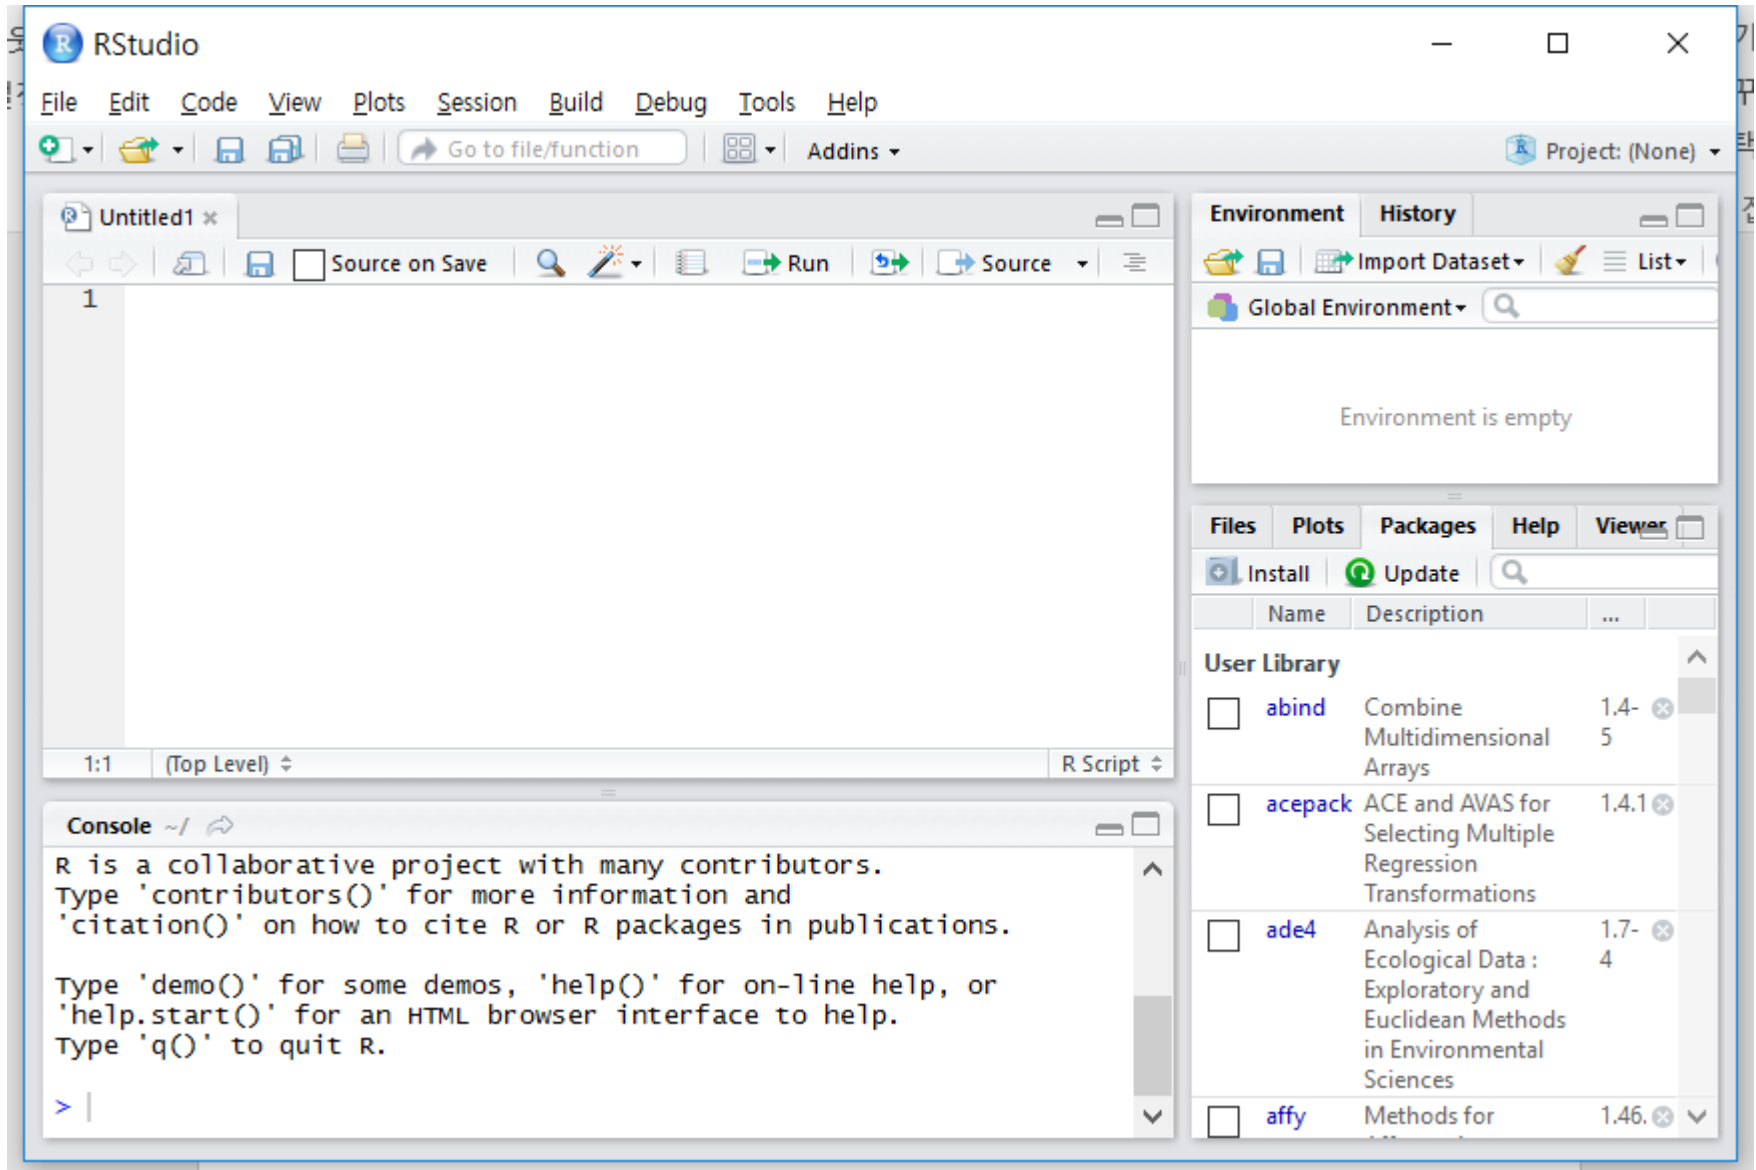 RStudio
File Edit Code View Plots Session Build Debug Tools Help
Go to file/function Addins Project: (None)
Untitled1
Source on Save Run Source
1
1:1 (Top Level) R Script
Console ~/
R is a collaborative project with many contributors.
Type 'contributors()' for more information and
'citation()' on how to cite R or R packages in publications.
Type 'demo()' for some demos, 'help()' for on-line help, or
'help.start()' for an HTML browser interface to help.
Type 'q()' to quit R.
>
Environment History
Import Dataset List
Global Environment
Environment is empty
Files Plots Packages Help Viewer
Install Update
Name Description ...
User Library
abind Combine 1.4-
Multidimensional 5
Arrays
acepack ACE and AVAS for 1.4.1
Selecting Multiple
Regression
Transformations
ade4 Analysis of 1.7-
Ecological Data : 4
Exploratory and
Euclidean Methods
in Environmental
Sciences
affy Methods for 1.46.